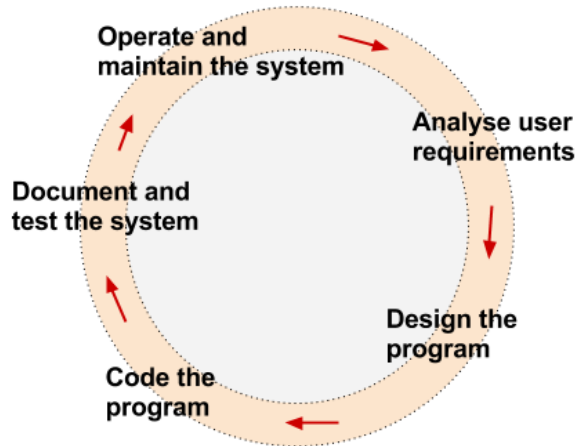 Operate and
maintain the system
Analyse user
requirements
Design the
program
Code the
program
Document and
test the system